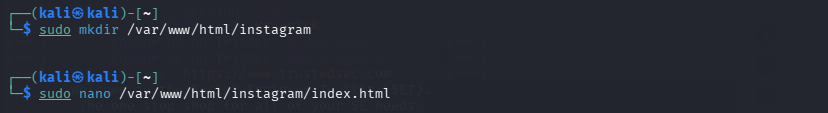 ┌──(kali㉿kali)-[~]
└─$ sudo mkdir /var/www/html/instagram
┌──(kali㉿kali)-[~]
└─$ sudo nano /var/www/html/instagram/index.html